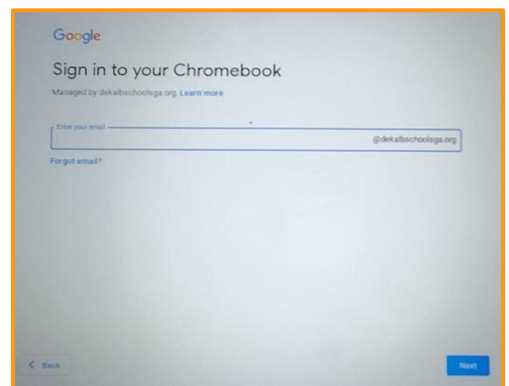 Google
Sign in to your Chromebook
Managed by dekalbschoolsga.org. Learn more
Enter your email
@dekalbschoolsga.org
Forgot email?
Back
Next